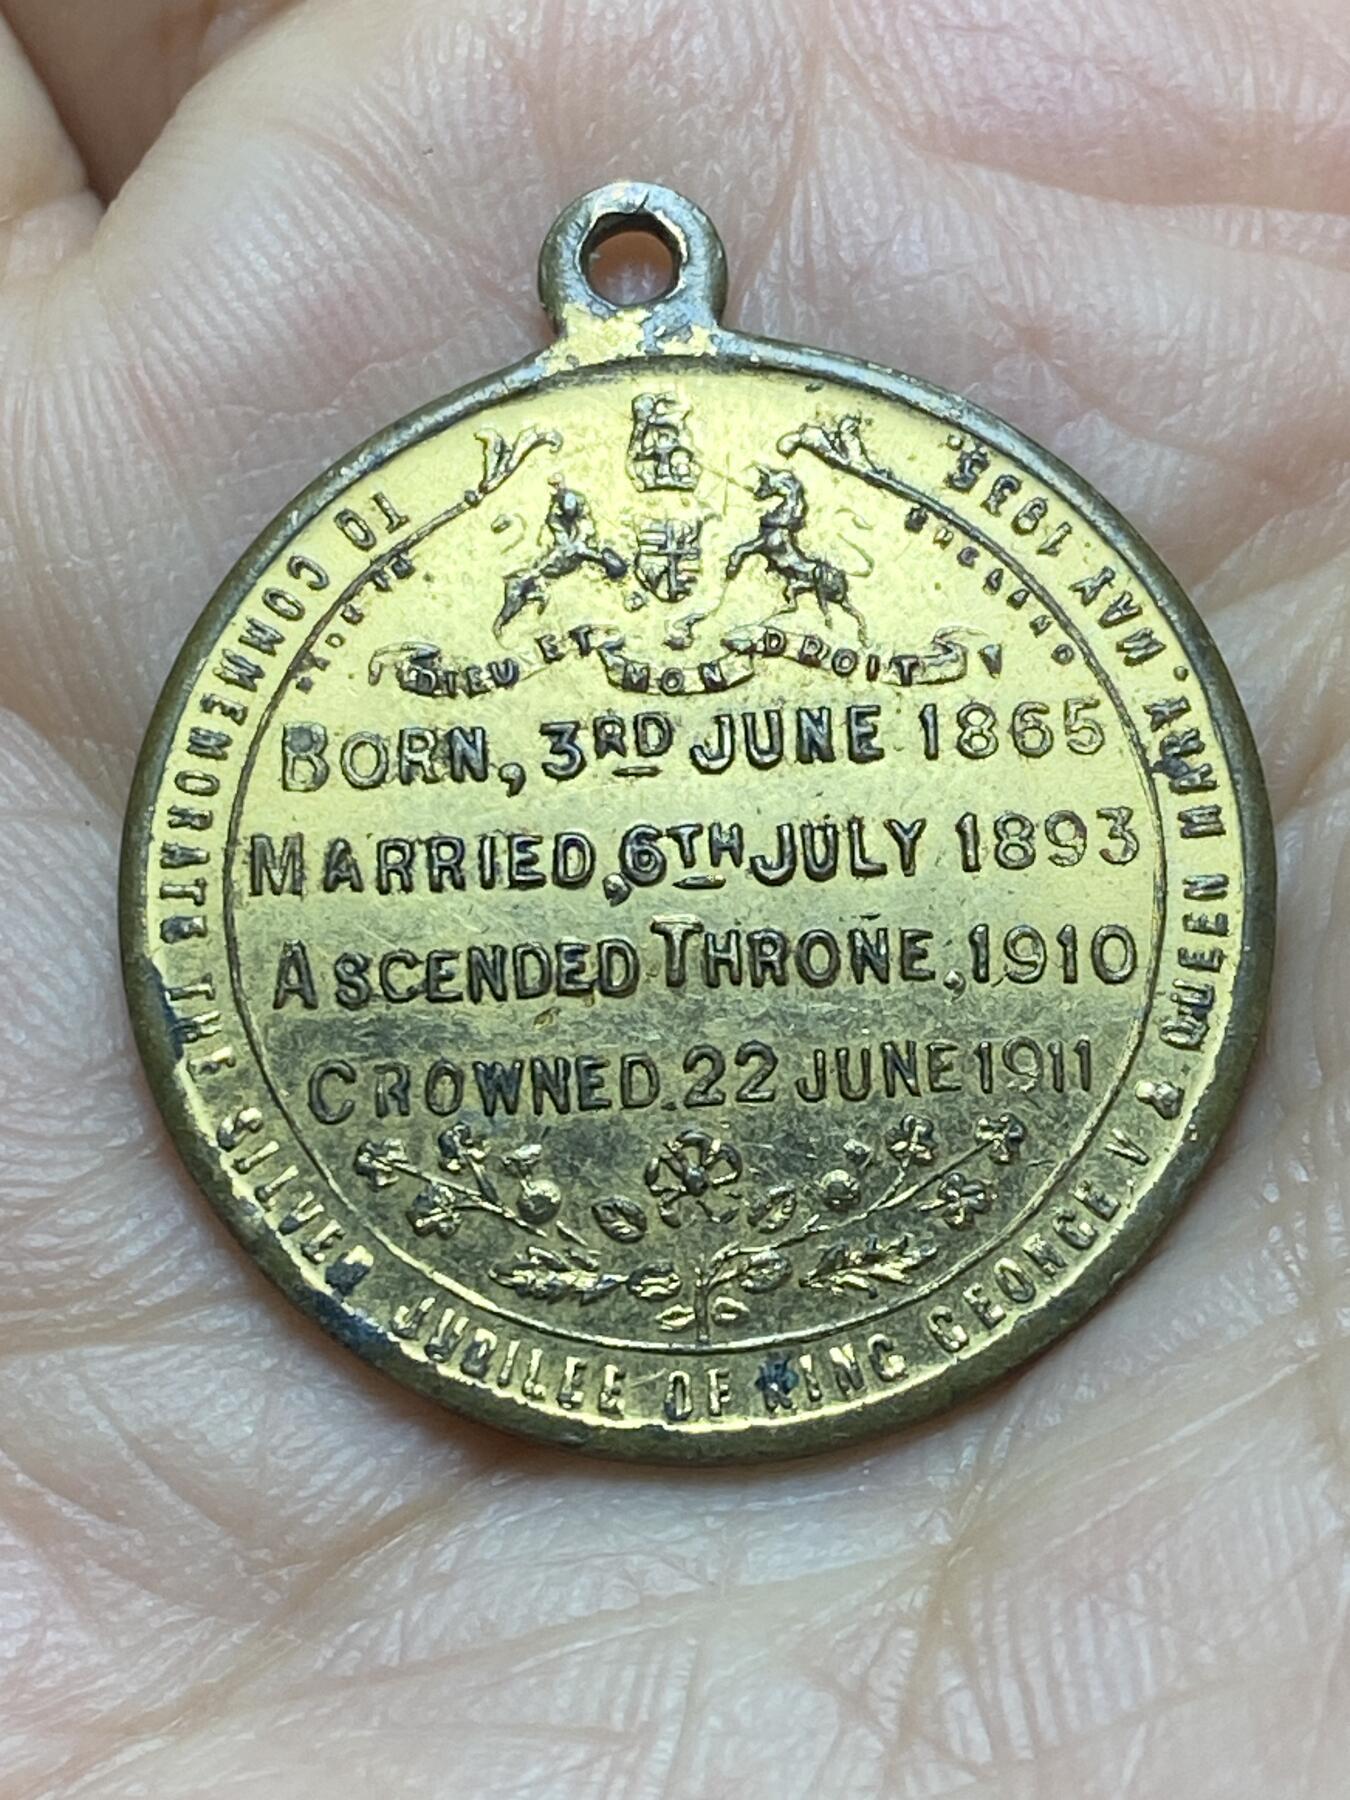 TO COMMEMORATE THE SILVER JUBILEE OF KING GEORGE V & QUEEN MARY. MAY 1935.
DIEU ET MON DROIT
BORN, 3RD JUNE 1865
MARRIED, 6TH JULY 1893
ASCENDED THRONE, 1910
CROWNED. 22 JUNE 1911